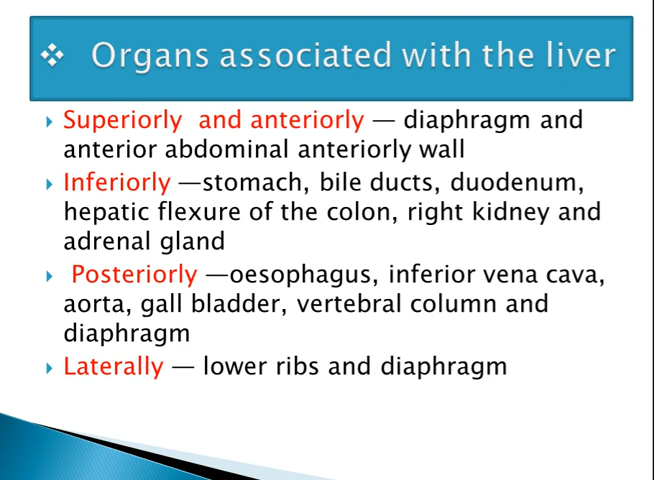 Organs associated with the liver
Superiorly and anteriorly — diaphragm and
anterior abdominal anteriorly wall
Inferiorly —stomach, bile ducts, duodenum,
hepatic flexure of the colon, right kidney and
adrenal gland
Posteriorly —oesophagus, inferior vena cava,
aorta, gall bladder, vertebral column and
diaphragm
Laterally — lower ribs and diaphragm